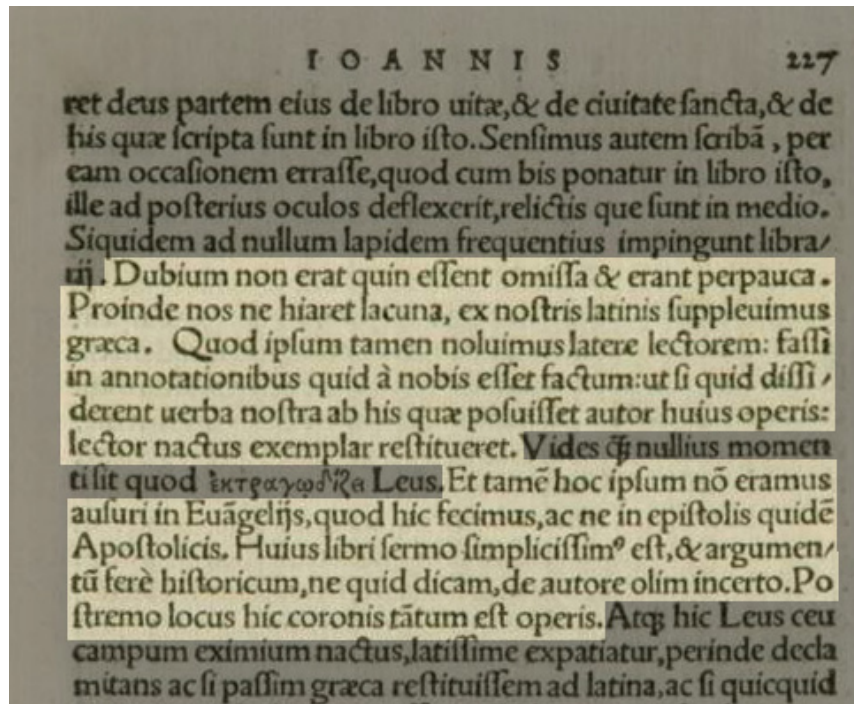 IOANNIS 227
ret deus partem eius de libro uitæ,& de ciuitate sancta,& de
his quæ scripta sunt in libro isto. Sensimus autem scribã, per
eam occasionem errasse,quod cum bis ponatur in libro isto,
ille ad posterius oculos deflexerit,relictis que sunt in medio.
Siquidem ad nullum lapidem frequentius impingunt libra/
rij. Dubium non erat quin essent omissa & erant perpauca.
Proinde nos ne hiaret lacuna, ex nostris latinis suppleuimus
græca. Quod ipsum tamen noluimus latere lectorem: fassi
in annotationibus quid à nobis esset factum:ut si quid dissi/
derent uerba nostra ab his quæ posuisset autor huius operis:
lector nactus exemplar restitueret. Vides ꝙ̃ nullius momen
ti sit quod ἐκτραγωδίζει Leus. Et tamẽ hoc ipsum nõ eramus
ausuri in Euãgelijs,quod hic fecimus,ac ne in epistolis quidẽ
Apostolicis. Huius libri sermo simplicissimꝰ est,& argumen/
tũ ferè historicum,ne quid dicam,de autore olim incerto. Po
stremo locus hic coronis tãtum est operis. Atqꝫ hic Leus ceu
campum eximium nactus,latissime expatiatur,perinde decla
mitans ac si passim græca restituissem ad latina,ac si quicquid